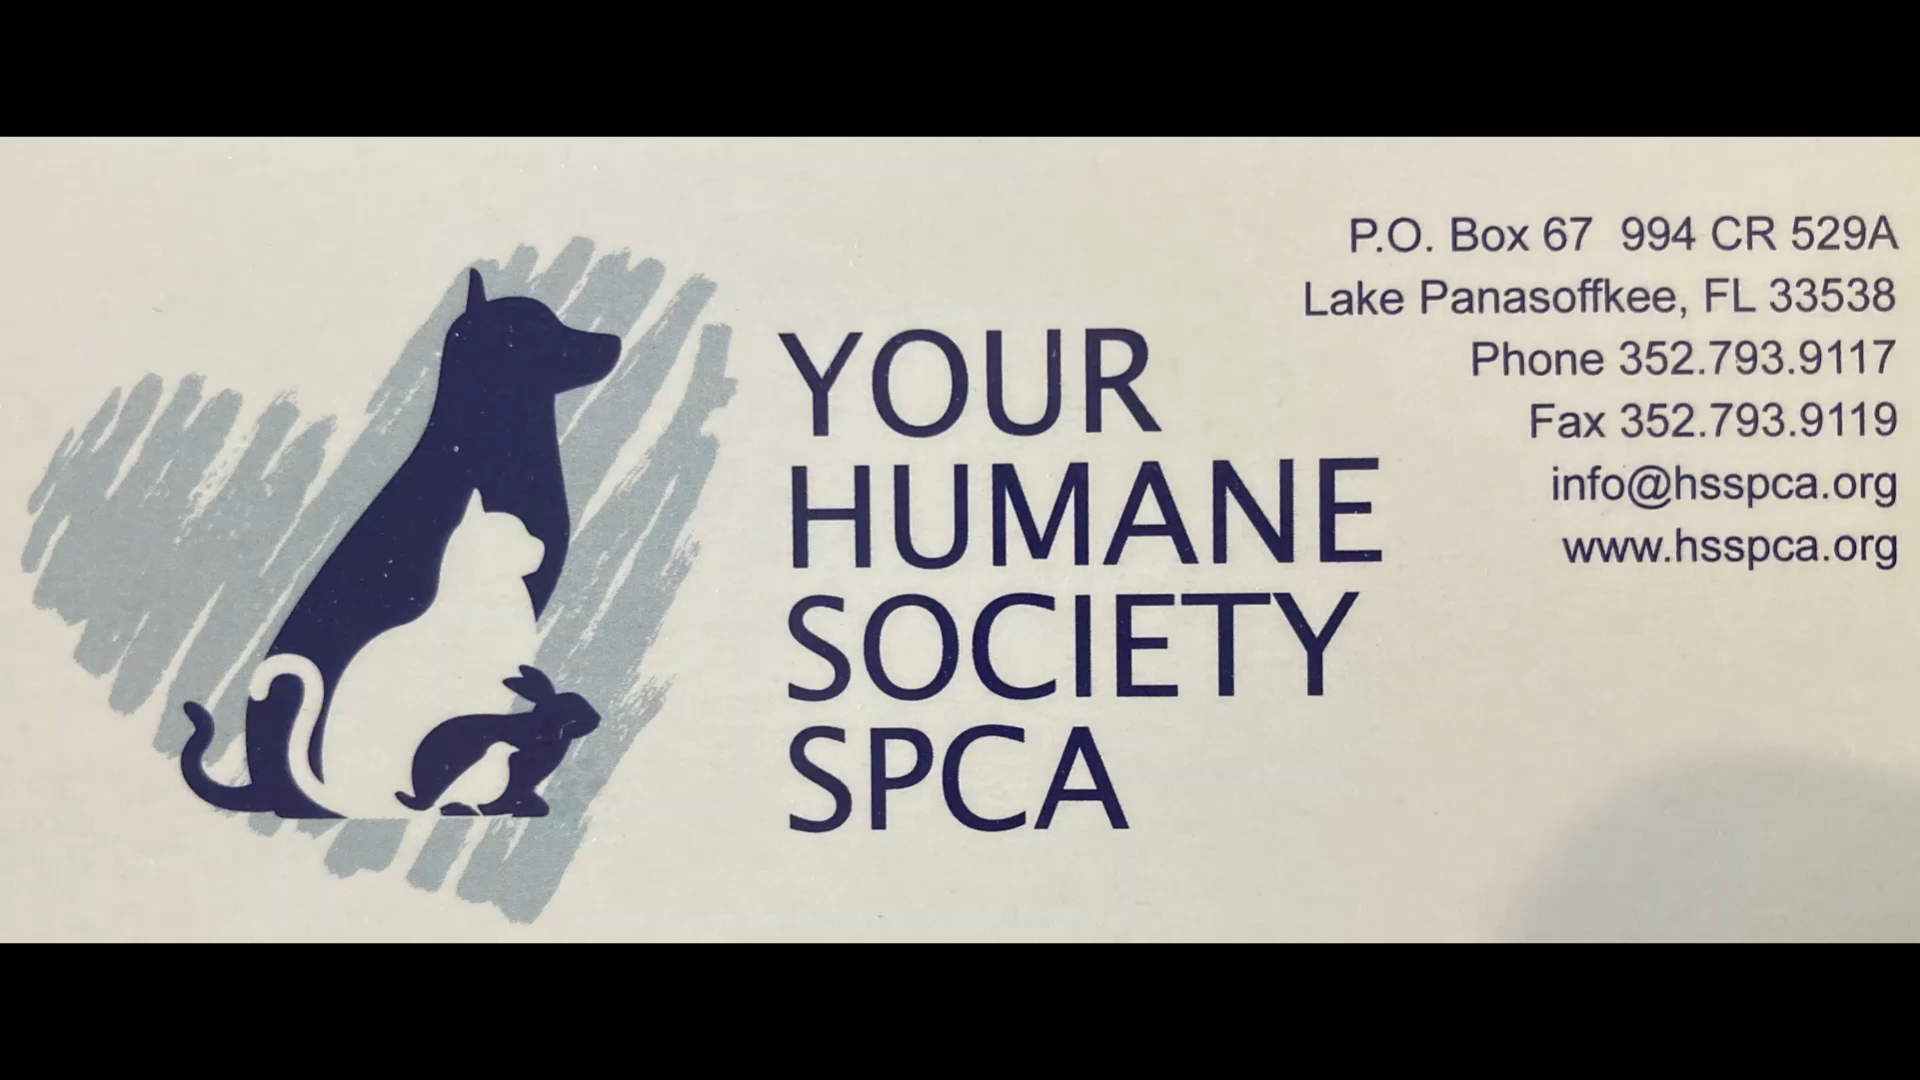 YOUR
HUMANE
SOCIETY
SPCA
P.O. Box 67 994 CR 529A
Lake Panasoffkee, FL 33538
Phone 352.793.9117
Fax 352.793.9119
info@hsspca.org
www.hsspca.org